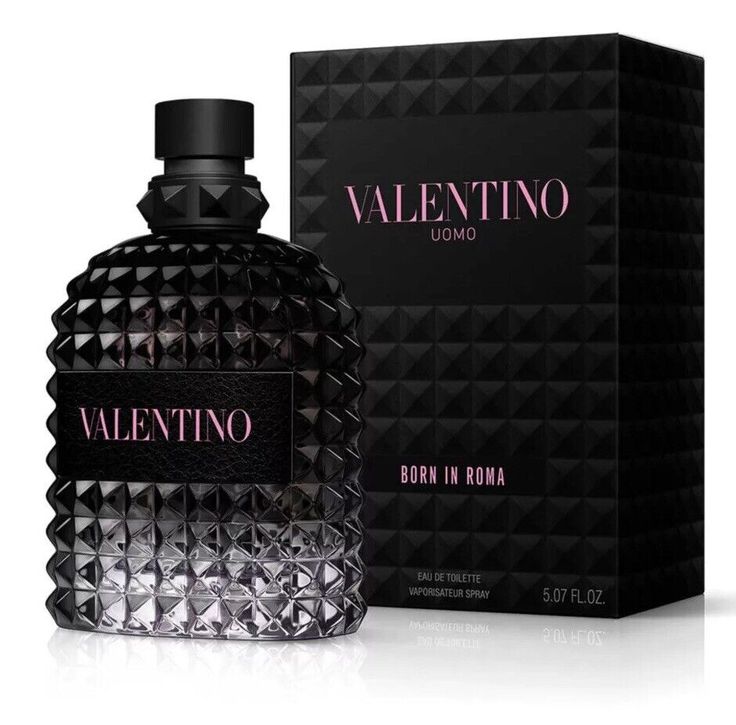 VALENTINO
VALENTINO
UOMO
BORN IN ROMA
EAU DE TOILETTE
VAPORISATEUR SPRAY
5.07 FL.OZ.